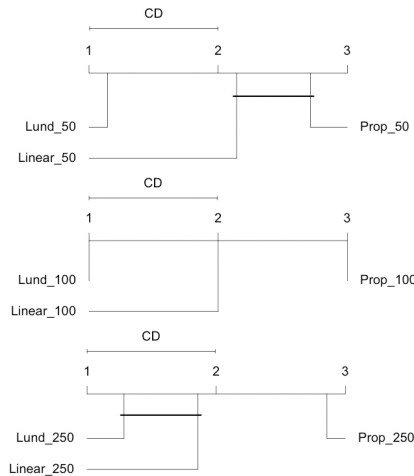 CD
1 2 3
Lund_50 Prop_50
Linear_50
CD
1 2 3
Lund_100 Prop_100
Linear_100
CD
1 2 3
Lund_250 Prop_250
Linear_250